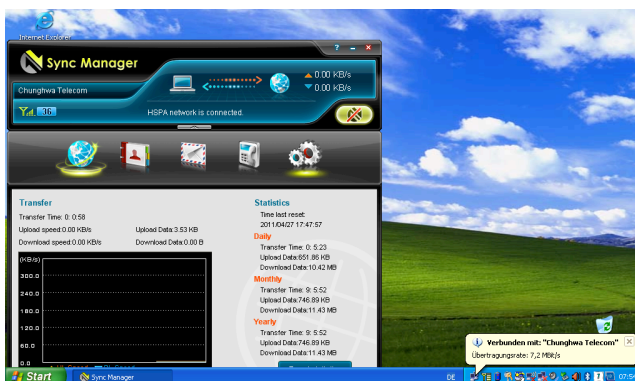 Internet Explorer
Sync Manager
? - ×
Chunghwa Telecom
0.00 KB/s
0.00 KB/s
3G
HSPA network is connected.
Transfer
Transfer Time: 0: 0:58
Upload speed:0.00 KB/s Upload Data:3.53 KB
Download speed:0.00 KB/s Download Data:0.00 B
(KB/s)
300.0
240.0
180.0
120.0
60.0
0.0
Statistics
Time last reset:
2011/04/27 17:47:57
Daily
Transfer Time: 0: 5:23
Upload Data:651.86 KB
Download Data:10.42 MB
Monthly
Transfer Time: 9: 5:52
Upload Data:746.89 KB
Download Data:11.43 MB
Yearly
Transfer Time: 9: 5:52
Upload Data:746.89 KB
Download Data:11.43 MB
Verbunden mit: "Chunghwa Telecom"
Übertragungsrate: 7,2 MBit/s
Start
Sync Manager
DE
07:54